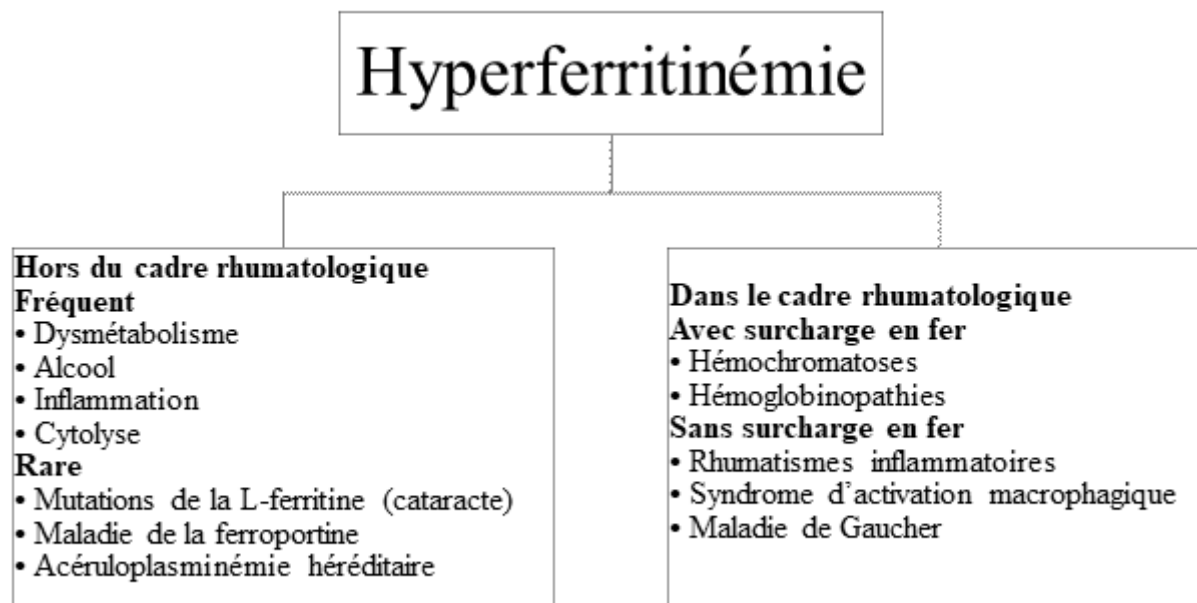 Hyperferritinémie
Hors du cadre rhumatologique
Fréquent
• Dysmétabolisme
• Alcool
• Inflammation
• Cytolyse
Rare
• Mutations de la L-ferritine (cataracte)
• Maladie de la ferroportine
• Acéruloplasminémie héréditaire
Dans le cadre rhumatologique
Avec surcharge en fer
• Hémochromatoses
• Hémoglobinopathies
Sans surcharge en fer
• Rhumatismes inflammatoires
• Syndrome d’activation macrophagique
• Maladie de Gaucher